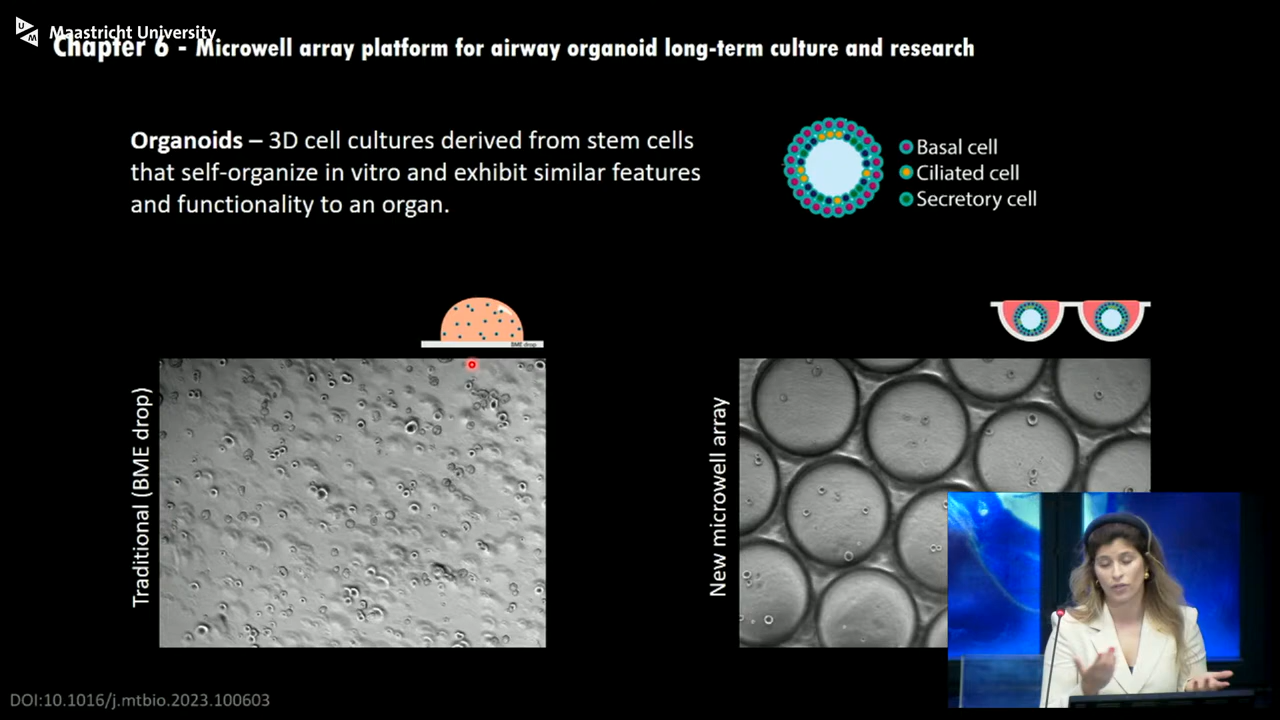 Maastricht University
Chapter 6 - Microwell array platform for airway organoid long-term culture and research
Organoids – 3D cell cultures derived from stem cells
that self-organize in vitro and exhibit similar features
and functionality to an organ.
Basal cell
Ciliated cell
Secretory cell
BME drop
Traditional (BME drop)
New microwell array
DOI:10.1016/j.mtbio.2023.100603